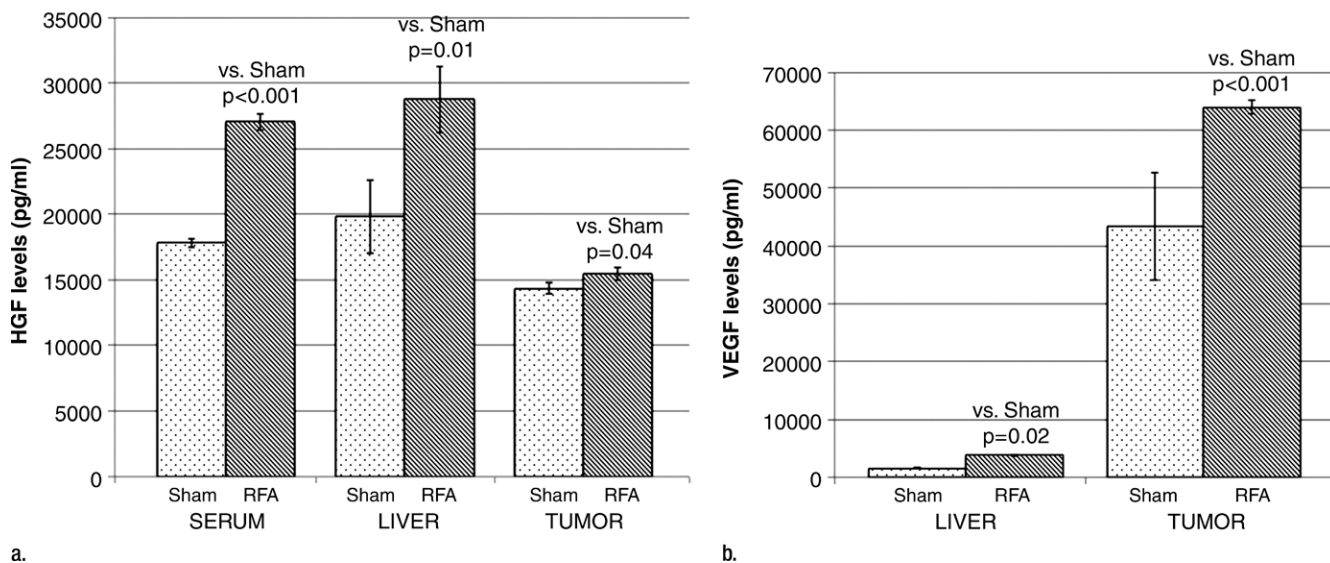 35000
30000
25000
20000
15000
10000
5000
0
HGF levels (pg/ml)
vs. Sham
p<0.001
vs. Sham
p=0.01
vs. Sham
p=0.04
Sham RFA Sham RFA Sham RFA
SERUM LIVER TUMOR
a.
70000
60000
50000
40000
30000
20000
10000
0
VEGF levels (pg/ml)
vs. Sham
p=0.02
vs. Sham
p<0.001
Sham RFA Sham RFA
LIVER TUMOR
b.